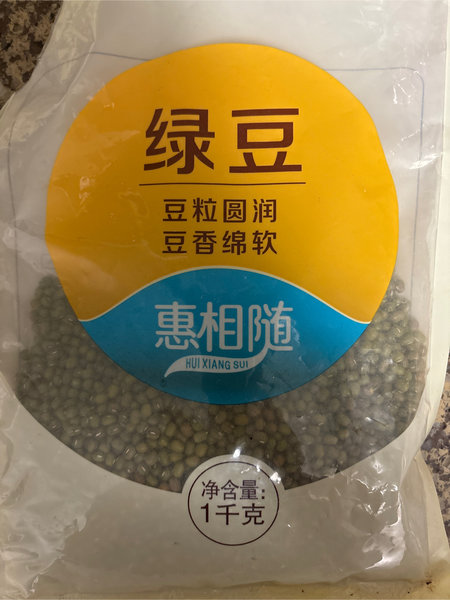 绿豆
豆粒圆润
豆香绵软
惠相随
HUI XIANG SUI
净含量:
1千克